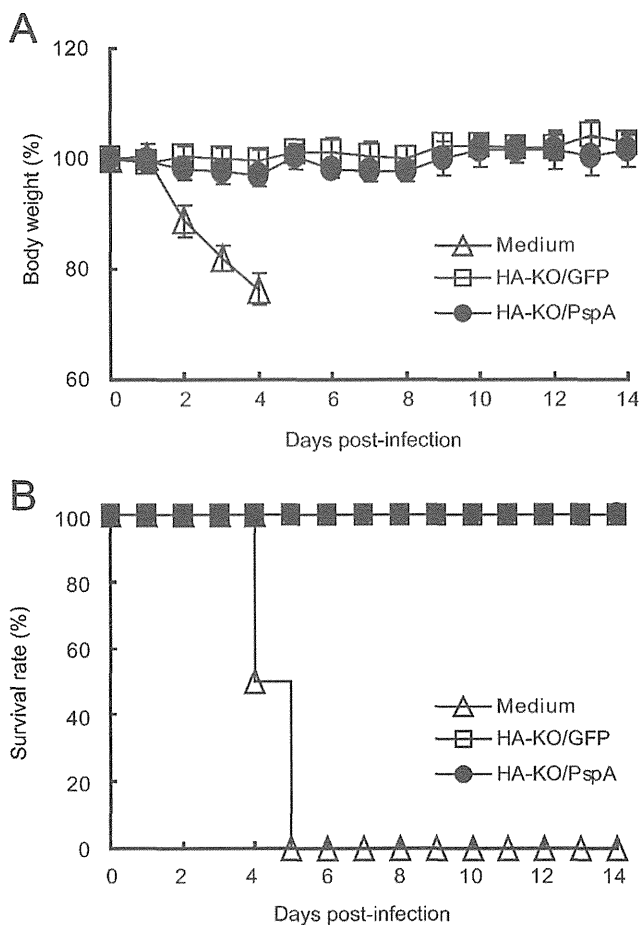 A
120
100
80
60
Body weight (%)
Medium
HA-KO/GFP
HA-KO/PspA
0 2 4 6 8 10 12 14
Days post-infection
B
100
80
60
40
20
0
Survival rate (%)
Medium
HA-KO/GFP
HA-KO/PspA
0 2 4 6 8 10 12 14
Days post-infection